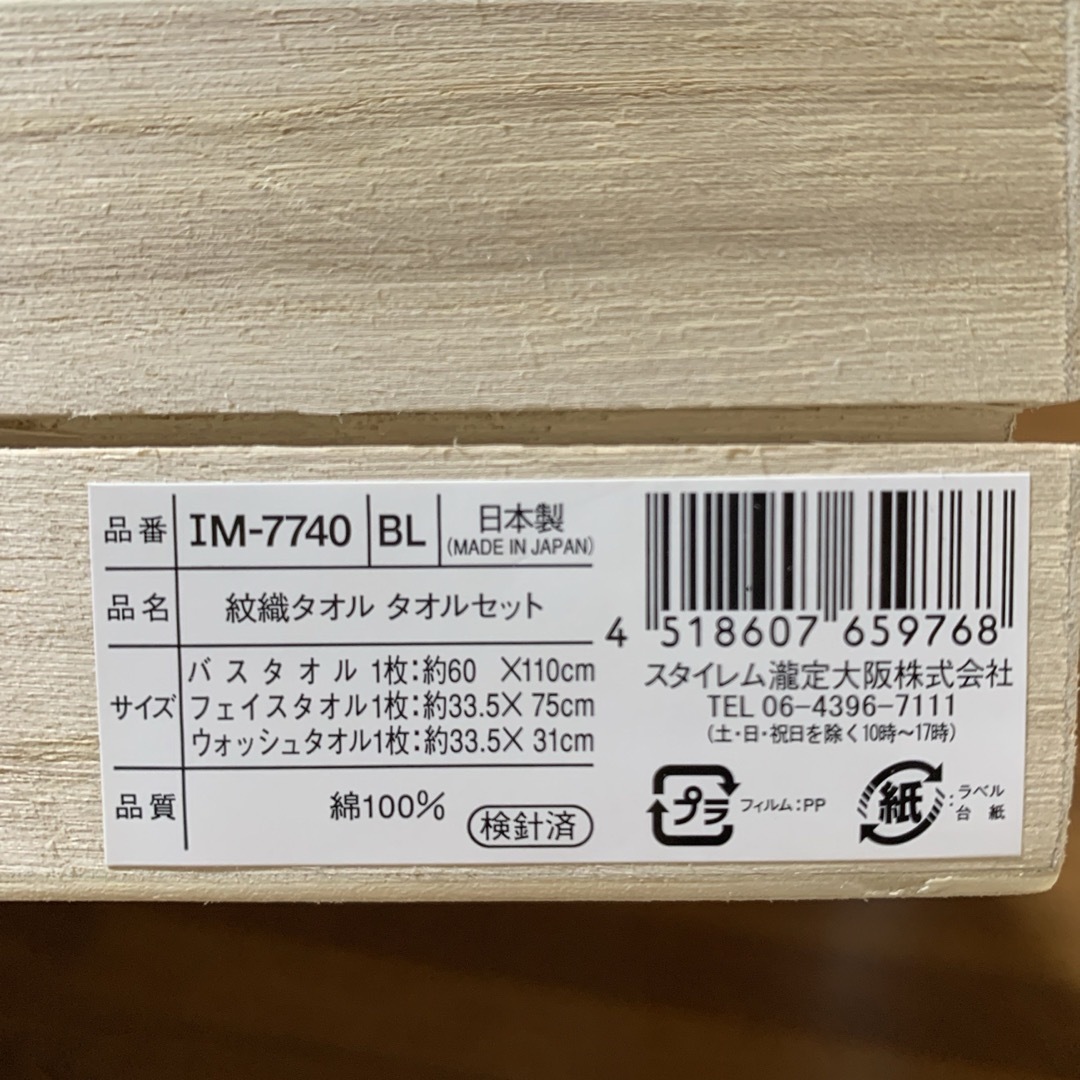 品番 IM-7740 BL 日本製
(MADE IN JAPAN)
品名 紋織タオル タオルセット
サイズ
バスタオル 1枚:約60 ×110cm
フェイスタオル1枚:約33.5× 75cm
ウォッシュタオル1枚:約33.5× 31cm
品質 綿100%
検針済
4 518607 659768
スタイレム瀧定大阪株式会社
TEL 06-4396-7111
(土・日・祝日を除く10時〜17時)
プラ フィルム:PP
紙 :ラベル
台紙